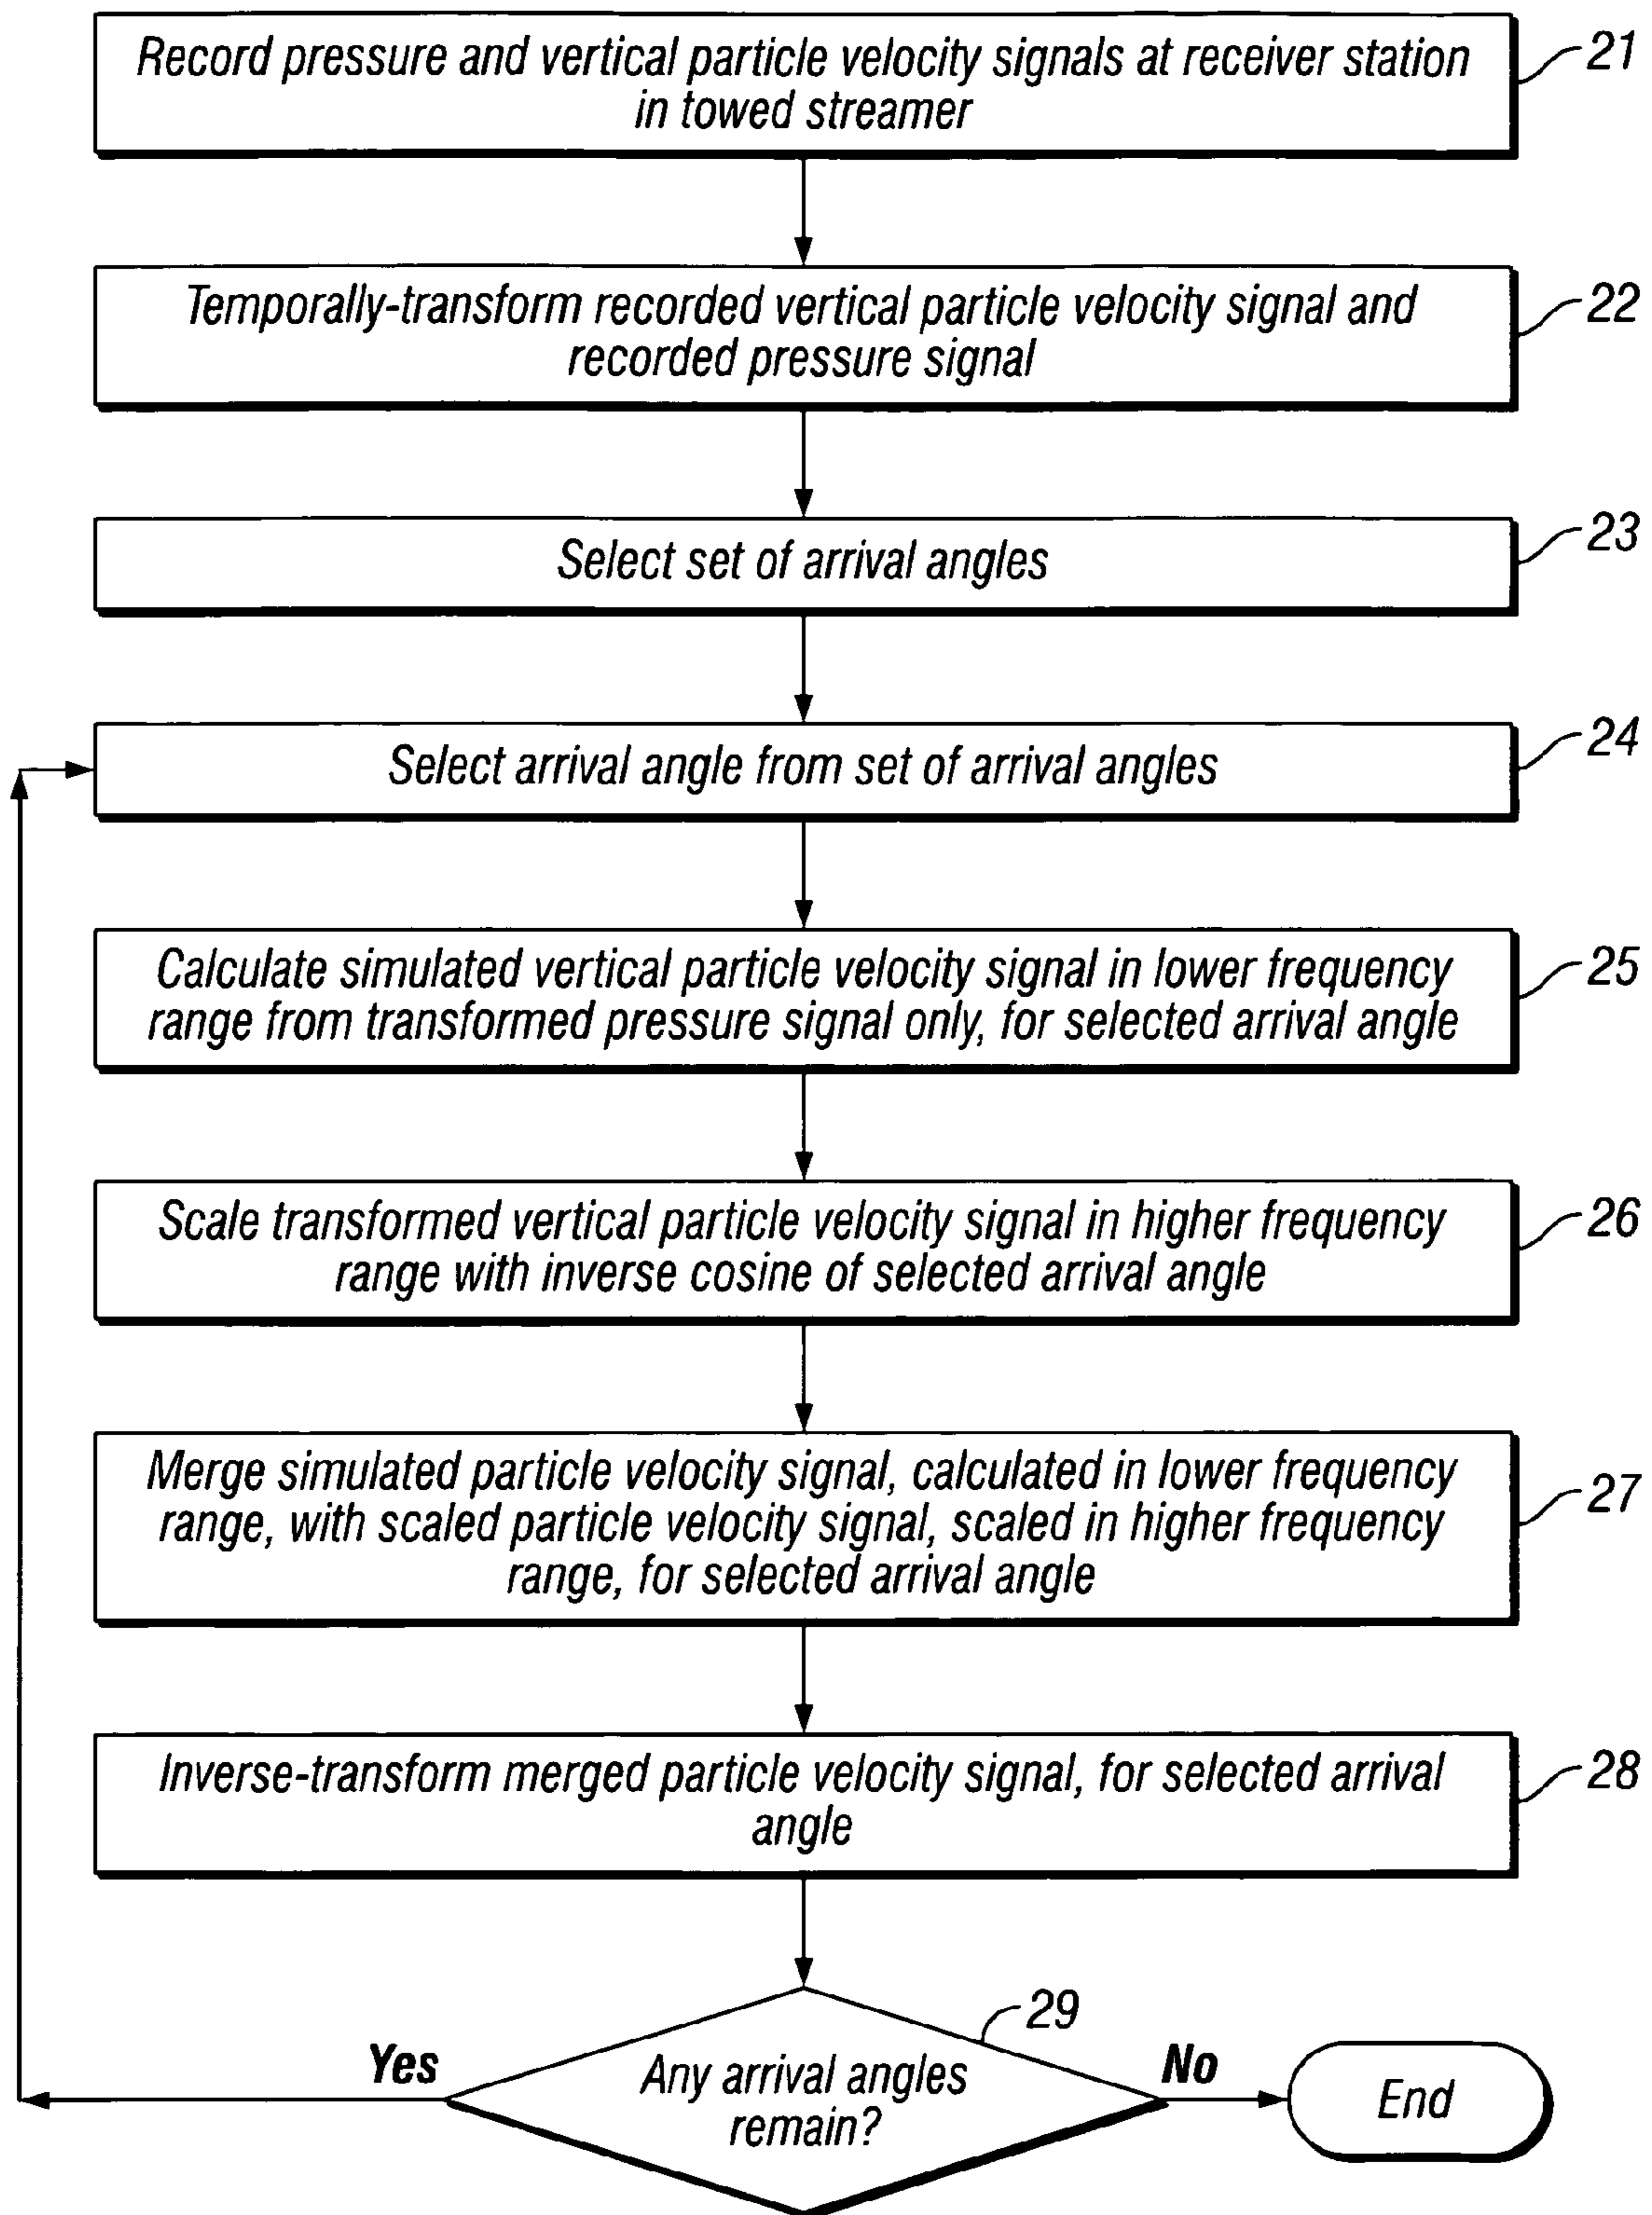 Record pressure and vertical particle velocity signals at receiver station
in towed streamer
21
Temporally-transform recorded vertical particle velocity signal and
recorded pressure signal
22
Select set of arrival angles
23
Select arrival angle from set of arrival angles
24
Calculate simulated vertical particle velocity signal in lower frequency
range from transformed pressure signal only, for selected arrival angle
25
Scale transformed vertical particle velocity signal in higher frequency
range with inverse cosine of selected arrival angle
26
Merge simulated particle velocity signal, calculated in lower frequency
range, with scaled particle velocity signal, scaled in higher frequency
range, for selected arrival angle
27
Inverse-transform merged particle velocity signal, for selected arrival
angle
28
29
Yes
Any arrival angles
remain?
No
End